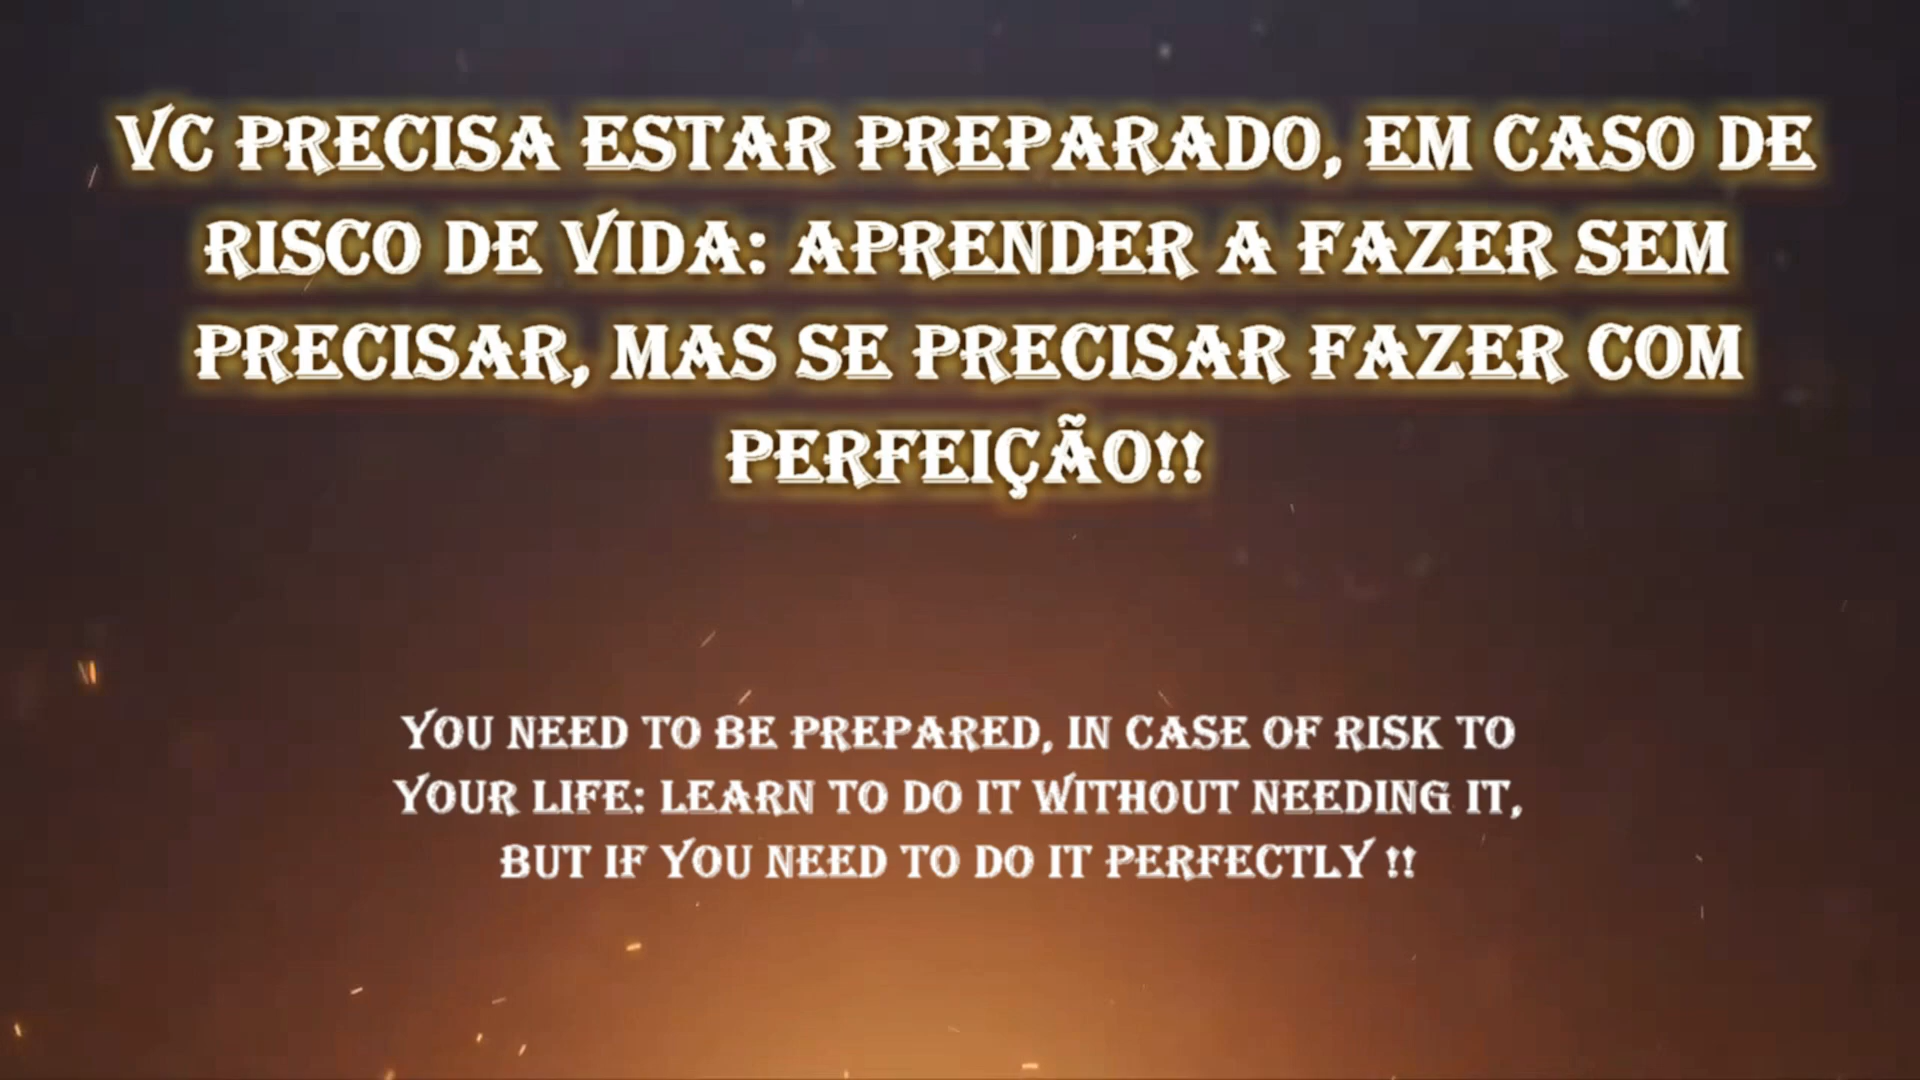 VC PRECISA ESTAR PREPARADO, EM CASO DE
RISCO DE VIDA: APRENDER A FAZER SEM
PRECISAR, MAS SE PRECISAR FAZER COM
PERFEIÇÃO!!
YOU NEED TO BE PREPARED, IN CASE OF RISK TO
YOUR LIFE: LEARN TO DO IT WITHOUT NEEDING IT,
BUT IF YOU NEED TO DO IT PERFECTLY !!